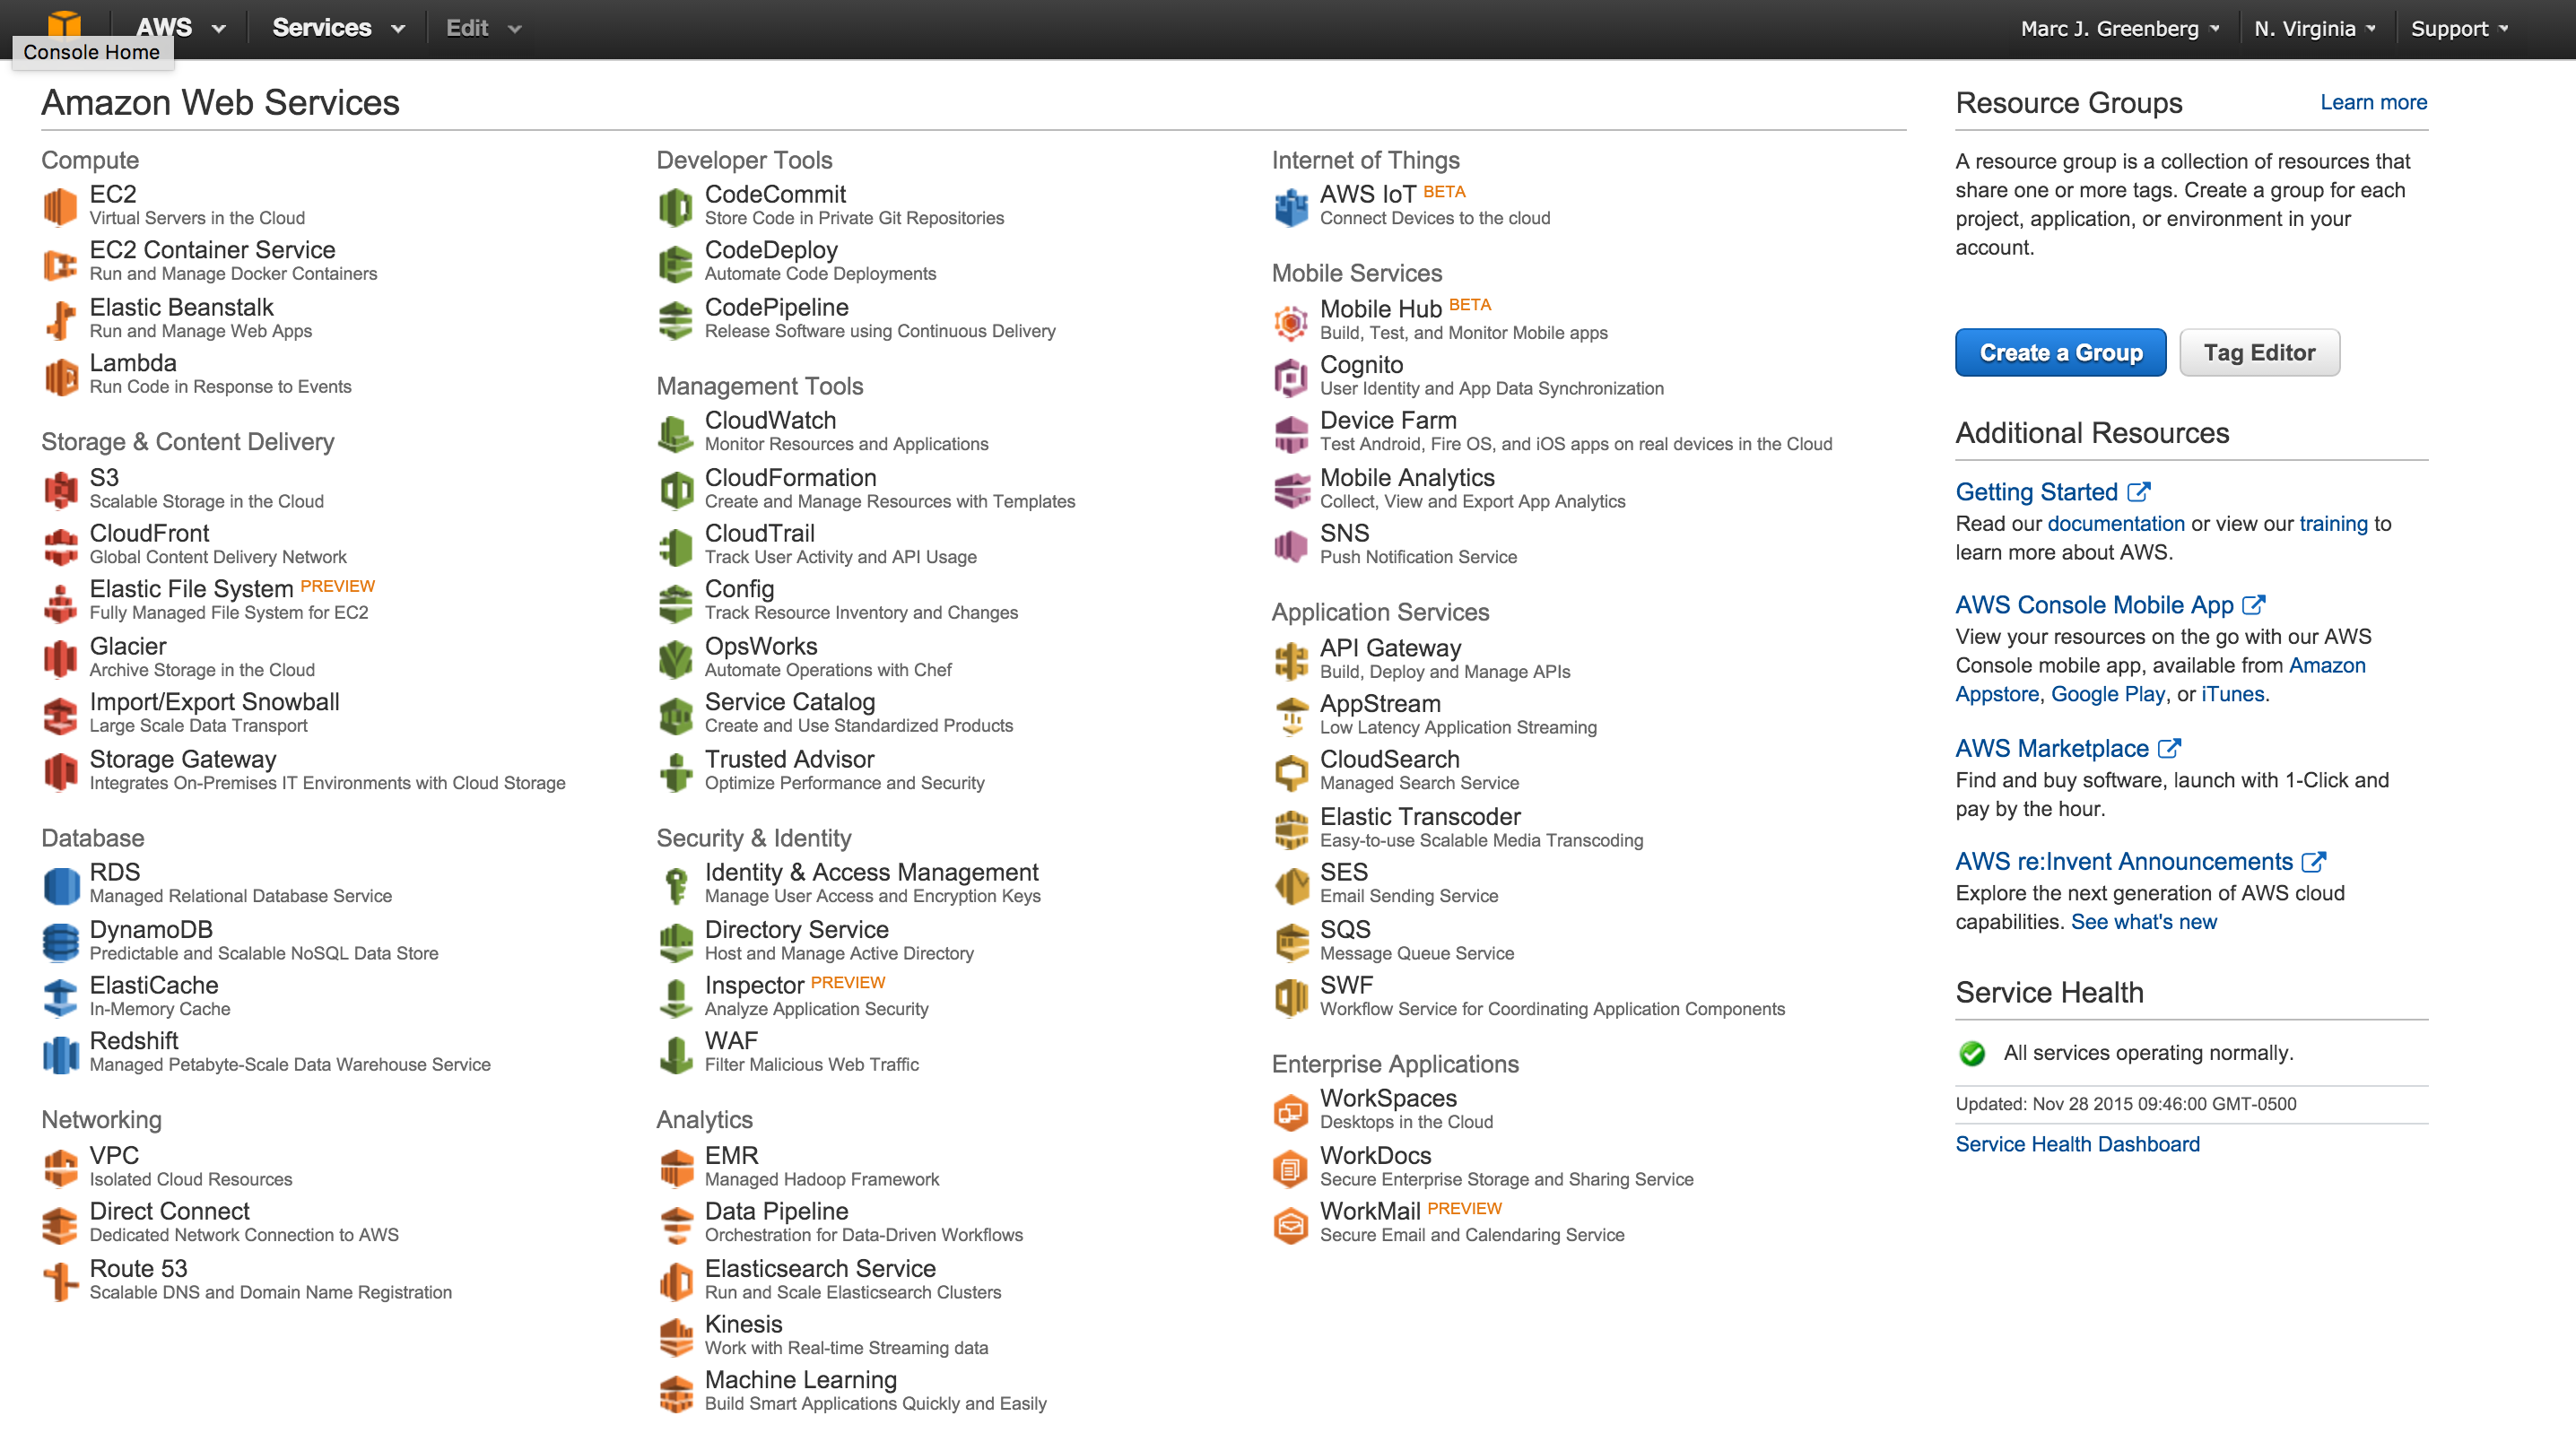 AWS
Services
Edit
Marc J. Greenberg
N. Virginia
Support
Console Home
Amazon Web Services
Compute
EC2
Virtual Servers in the Cloud
EC2 Container Service
Run and Manage Docker Containers
Elastic Beanstalk
Run and Manage Web Apps
Lambda
Run Code in Response to Events
Storage & Content Delivery
S3
Scalable Storage in the Cloud
CloudFront
Global Content Delivery Network
Elastic File System PREVIEW
Fully Managed File System for EC2
Glacier
Archive Storage in the Cloud
Import/Export Snowball
Large Scale Data Transport
Storage Gateway
Integrates On-Premises IT Environments with Cloud Storage
Database
RDS
Managed Relational Database Service
DynamoDB
Predictable and Scalable NoSQL Data Store
ElastiCache
In-Memory Cache
Redshift
Managed Petabyte-Scale Data Warehouse Service
Networking
VPC
Isolated Cloud Resources
Direct Connect
Dedicated Network Connection to AWS
Route 53
Scalable DNS and Domain Name Registration
Developer Tools
CodeCommit
Store Code in Private Git Repositories
CodeDeploy
Automate Code Deployments
CodePipeline
Release Software using Continuous Delivery
Management Tools
CloudWatch
Monitor Resources and Applications
CloudFormation
Create and Manage Resources with Templates
CloudTrail
Track User Activity and API Usage
Config
Track Resource Inventory and Changes
OpsWorks
Automate Operations with Chef
Service Catalog
Create and Use Standardized Products
Trusted Advisor
Optimize Performance and Security
Security & Identity
Identity & Access Management
Manage User Access and Encryption Keys
Directory Service
Host and Manage Active Directory
Inspector PREVIEW
Analyze Application Security
WAF
Filter Malicious Web Traffic
Analytics
EMR
Managed Hadoop Framework
Data Pipeline
Orchestration for Data-Driven Workflows
Elasticsearch Service
Run and Scale Elasticsearch Clusters
Kinesis
Work with Real-time Streaming data
Machine Learning
Build Smart Applications Quickly and Easily
Internet of Things
AWS IoT BETA
Connect Devices to the cloud
Mobile Services
Mobile Hub BETA
Build, Test, and Monitor Mobile apps
Cognito
User Identity and App Data Synchronization
Device Farm
Test Android, Fire OS, and iOS apps on real devices in the Cloud
Mobile Analytics
Collect, View and Export App Analytics
SNS
Push Notification Service
Application Services
API Gateway
Build, Deploy and Manage APIs
AppStream
Low Latency Application Streaming
CloudSearch
Managed Search Service
Elastic Transcoder
Easy-to-use Scalable Media Transcoding
SES
Email Sending Service
SQS
Message Queue Service
SWF
Workflow Service for Coordinating Application Components
Enterprise Applications
WorkSpaces
Desktops in the Cloud
WorkDocs
Secure Enterprise Storage and Sharing Service
WorkMail PREVIEW
Secure Email and Calendaring Service
Resource Groups
Learn more
A resource group is a collection of resources that
share one or more tags. Create a group for each
project, application, or environment in your
account.
Create a Group
Tag Editor
Additional Resources
Getting Started
Read our documentation or view our training to
learn more about AWS.
AWS Console Mobile App
View your resources on the go with our AWS
Console mobile app, available from Amazon
Appstore, Google Play, or iTunes.
AWS Marketplace
Find and buy software, launch with 1-Click and
pay by the hour.
AWS re:Invent Announcements
Explore the next generation of AWS cloud
capabilities. See what's new
Service Health
All services operating normally.
Updated: Nov 28 2015 09:46:00 GMT-0500
Service Health Dashboard